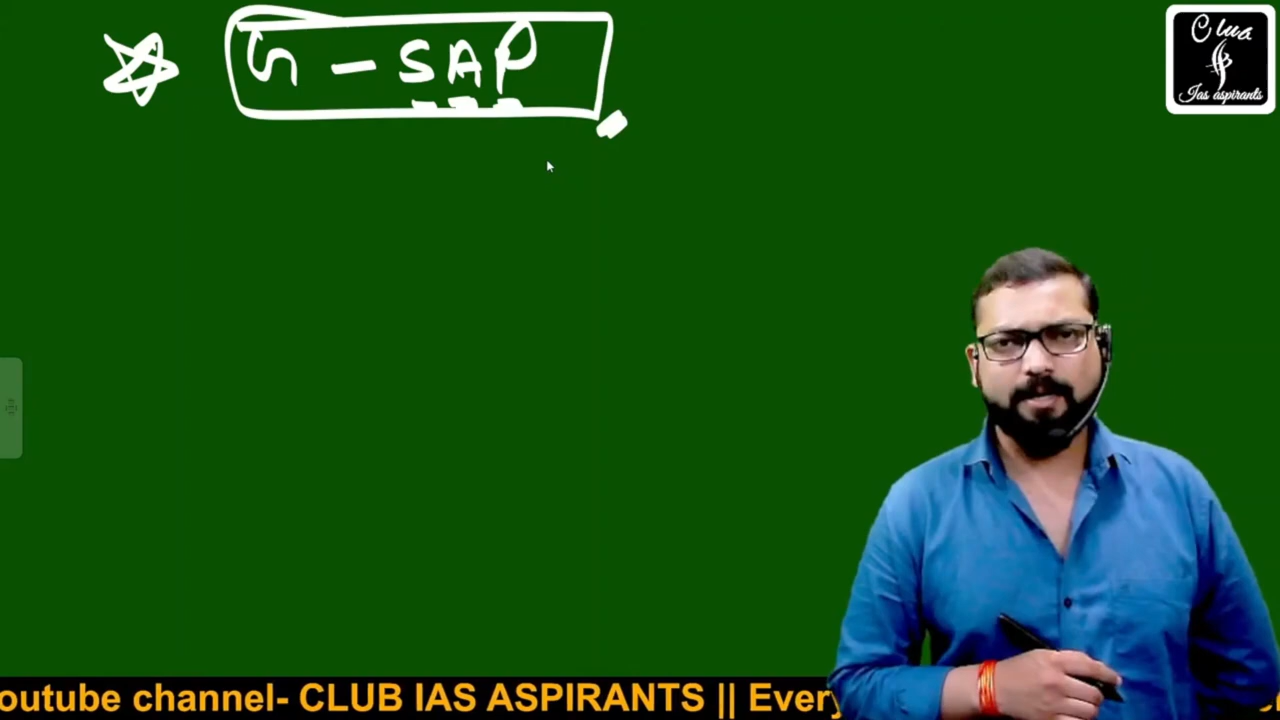 G - SAP
Club
Ias aspirants
outube channel- CLUB IAS ASPIRANTS || Every